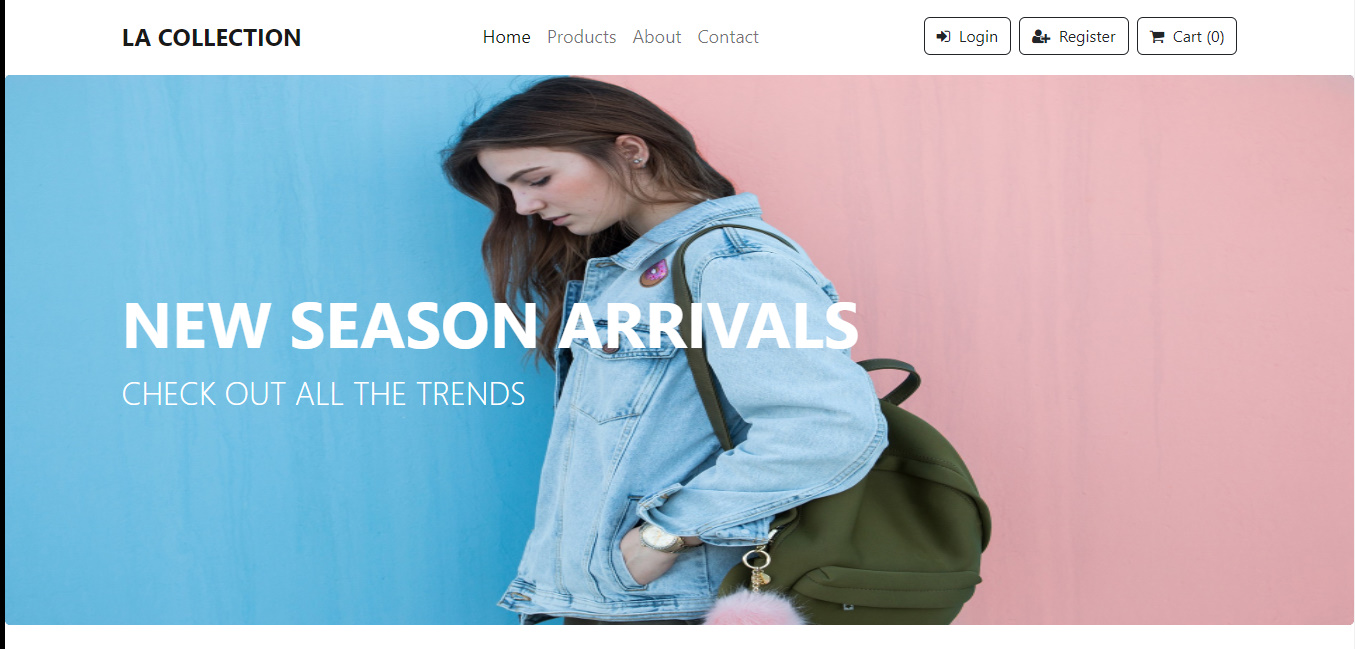 LA COLLECTION
Home Products About Contact
Login Register Cart (0)
NEW SEASON ARRIVALS
CHECK OUT ALL THE TRENDS